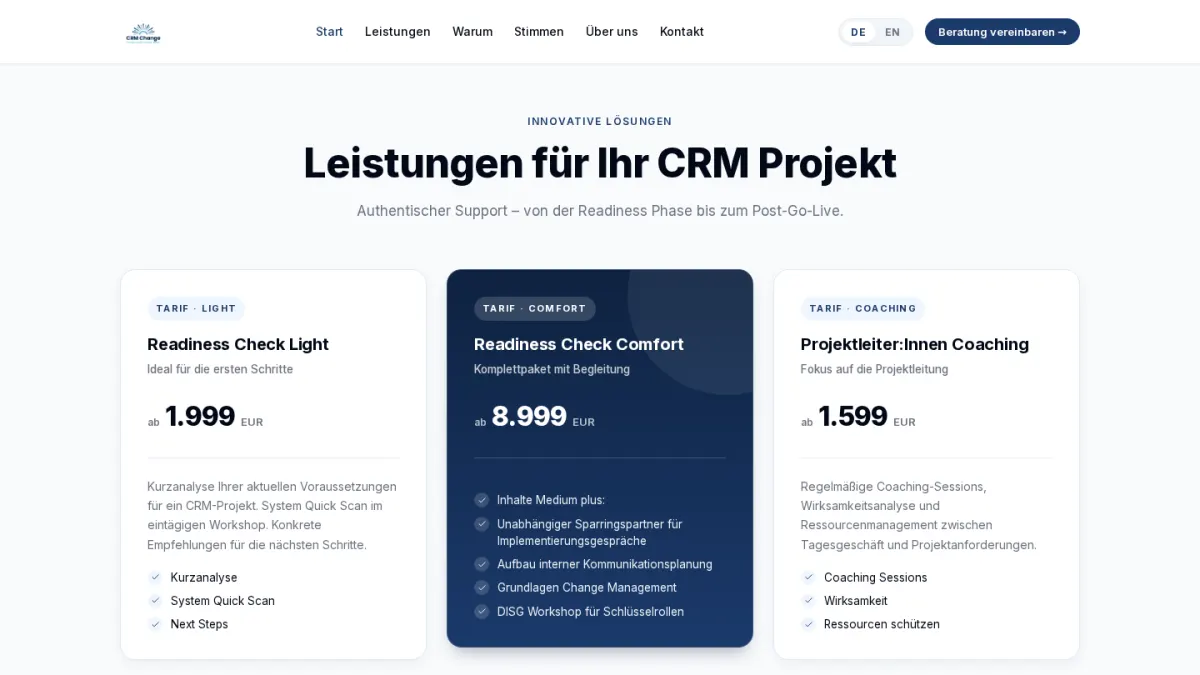 CRM Change
Start
Leistungen
Warum
Stimmen
Über uns
Kontakt
DE
EN
Beratung vereinbaren →
INNOVATIVE LÖSUNGEN
Leistungen für Ihr CRM Projekt
Authentischer Support – von der Readiness Phase bis zum Post-Go-Live.
TARIF · LIGHT
Readiness Check Light
Ideal für die ersten Schritte
ab 1.999 EUR
Kurzanalyse Ihrer aktuellen Voraussetzungen
für ein CRM-Projekt. System Quick Scan im
eintägigen Workshop. Konkrete
Empfehlungen für die nächsten Schritte.
Kurzanalyse
System Quick Scan
Next Steps
TARIF · COMFORT
Readiness Check Comfort
Komplettpaket mit Begleitung
ab 8.999 EUR
Inhalte Medium plus:
Unabhängiger Sparringspartner für
Implementierungsgespräche
Aufbau interner Kommunikationsplanung
Grundlagen Change Management
DISG Workshop für Schlüsselrollen
TARIF · COACHING
Projektleiter:Innen Coaching
Fokus auf die Projektleitung
ab 1.599 EUR
Regelmäßige Coaching-Sessions,
Wirksamkeitsanalyse und
Ressourcenmanagement zwischen
Tagesgeschäft und Projektanforderungen.
Coaching Sessions
Wirksamkeit
Ressourcen schützen